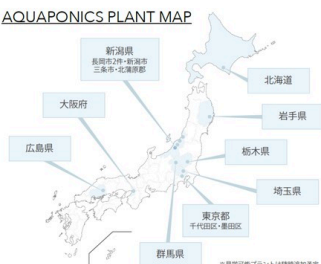 AQUAPONICS PLANT MAP
新潟県
長岡市2件・新潟市
三条市・北蒲原郡
北海道
大阪府
岩手県
広島県
栃木県
埼玉県
東京都
千代田区・墨田区
群馬県